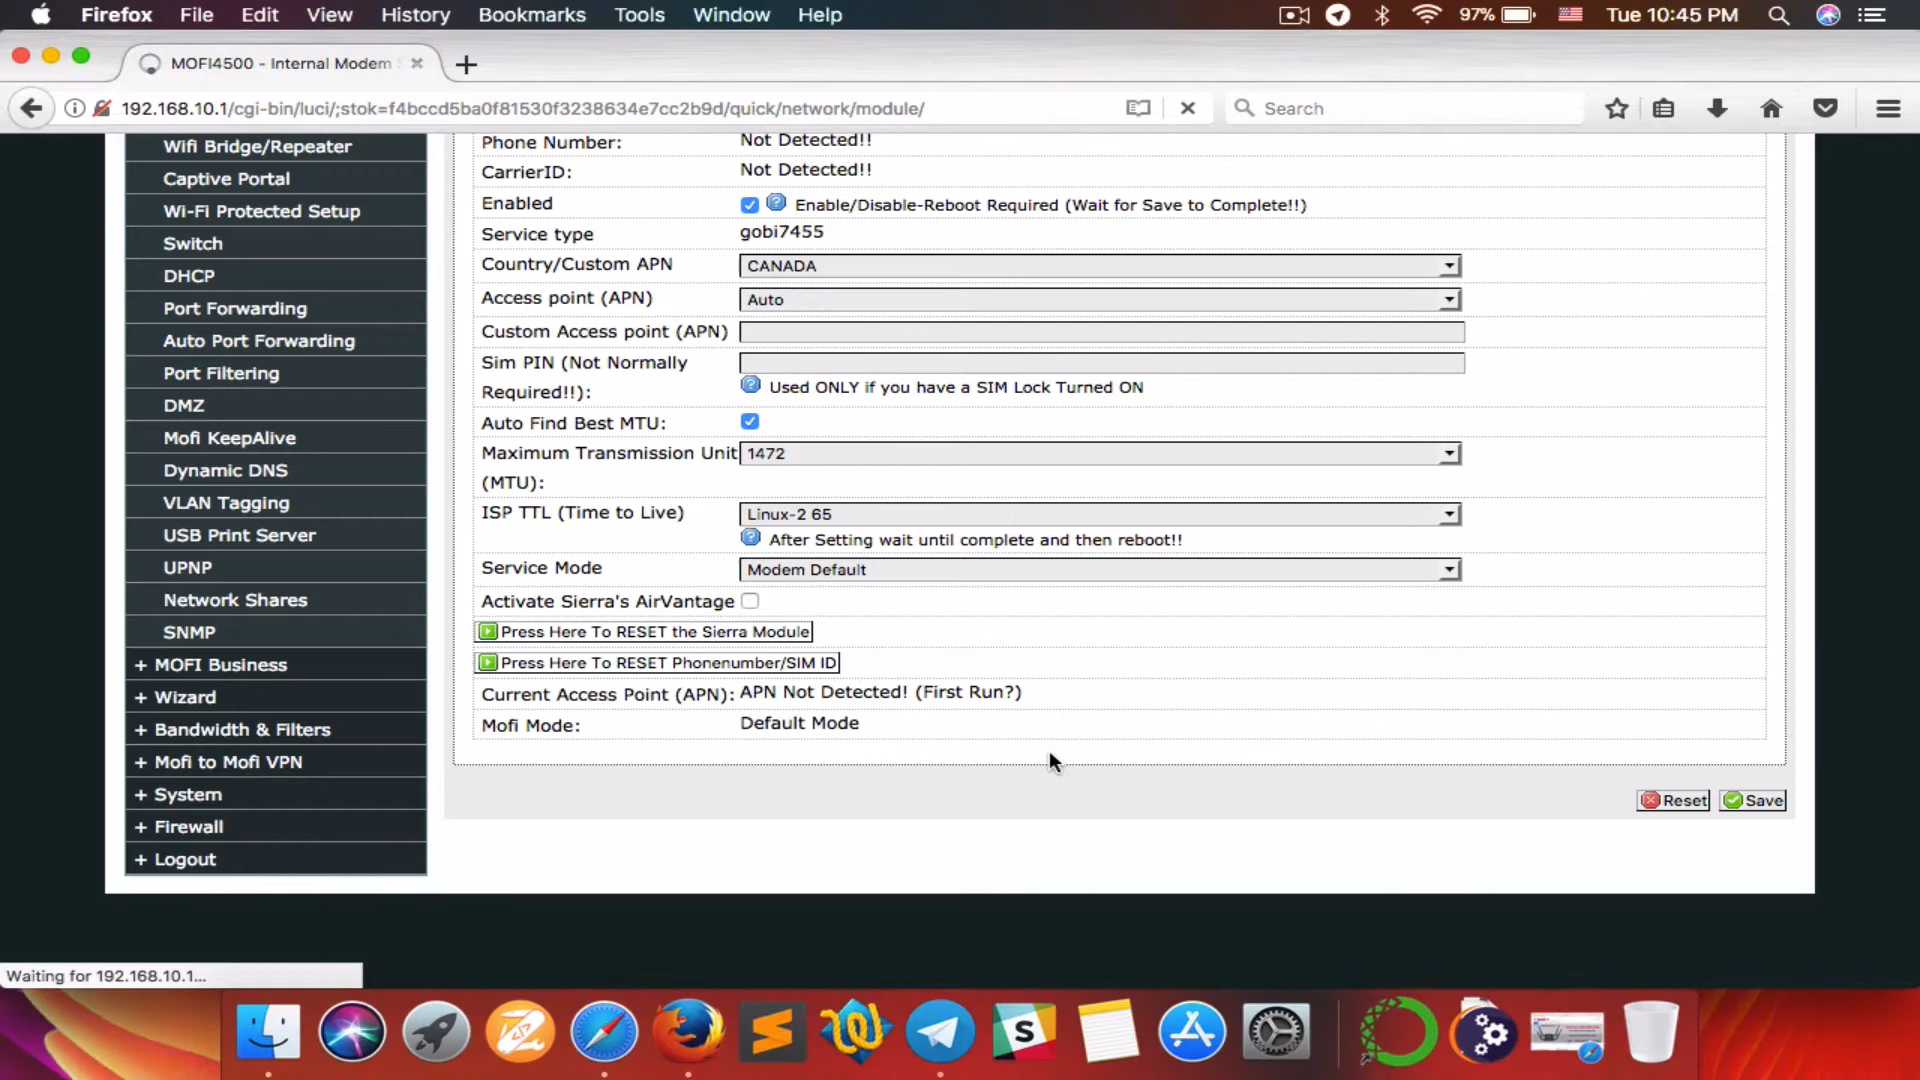 Firefox File Edit View History Bookmarks Tools Window Help 97% Tue 10:45 PM
MOFI4500 - Internal Modem
192.168.10.1/cgi-bin/luci/;stok=f4bccd5ba0f81530f3238634e7cc2b9d/quick/network/module/ Search
Wifi Bridge/Repeater
Captive Portal
Wi-Fi Protected Setup
Switch
DHCP
Port Forwarding
Auto Port Forwarding
Port Filtering
DMZ
Mofi KeepAlive
Dynamic DNS
VLAN Tagging
USB Print Server
UPNP
Network Shares
SNMP
+ MOFI Business
+ Wizard
+ Bandwidth & Filters
+ Mofi to Mofi VPN
+ System
+ Firewall
+ Logout
Phone Number: Not Detected!!
CarrierID: Not Detected!!
Enabled Enable/Disable-Reboot Required (Wait for Save to Complete!!)
Service type gobi7455
Country/Custom APN CANADA
Access point (APN) Auto
Custom Access point (APN)
Sim PIN (Not Normally
Required!!): Used ONLY if you have a SIM Lock Turned ON
Auto Find Best MTU:
Maximum Transmission Unit 1472
(MTU):
ISP TTL (Time to Live) Linux-2 65
After Setting wait until complete and then reboot!!
Service Mode Modem Default
Activate Sierra's AirVantage
Press Here To RESET the Sierra Module
Press Here To RESET Phonenumber/SIM ID
Current Access Point (APN): APN Not Detected! (First Run?)
Mofi Mode: Default Mode
Reset Save
Waiting for 192.168.10.1...